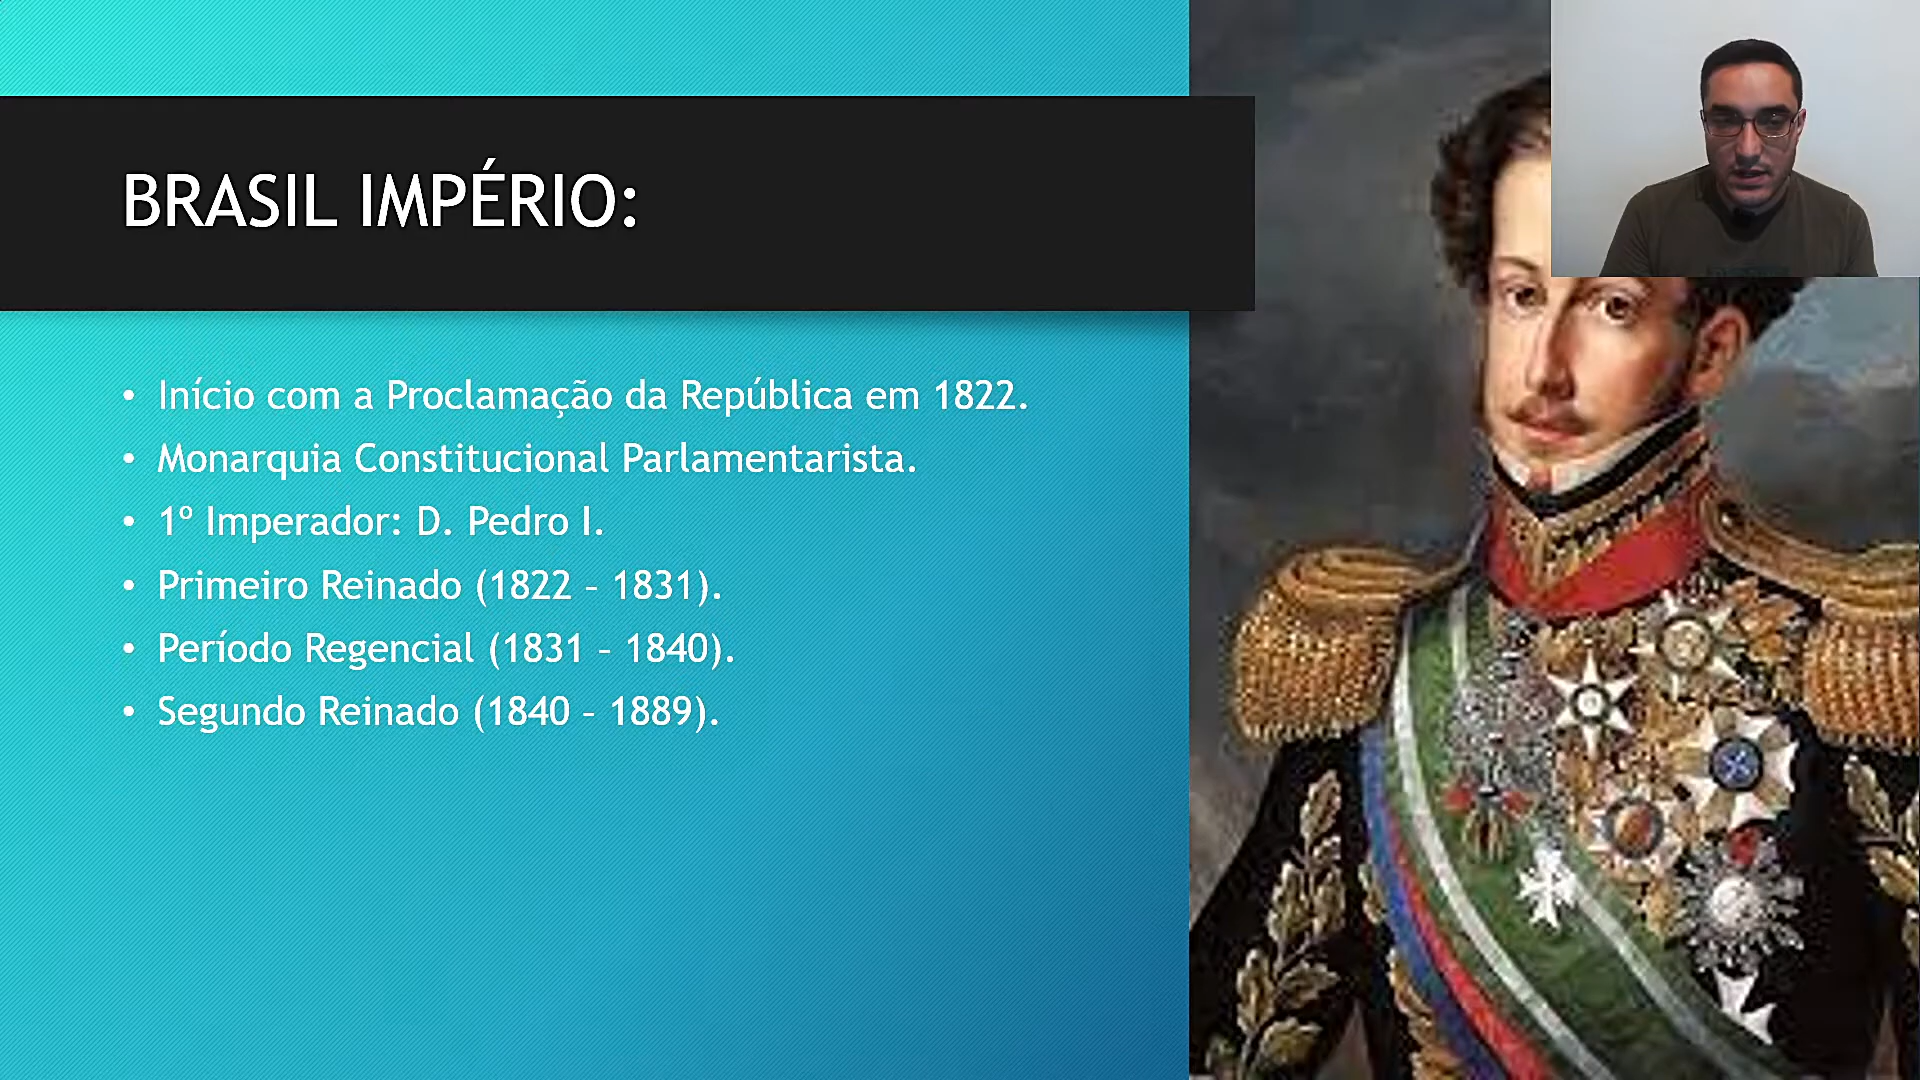 BRASIL IMPÉRIO:
• Início com a Proclamação da República em 1822.
• Monarquia Constitucional Parlamentarista.
• 1º Imperador: D. Pedro I.
• Primeiro Reinado (1822 – 1831).
• Período Regencial (1831 – 1840).
• Segundo Reinado (1840 – 1889).